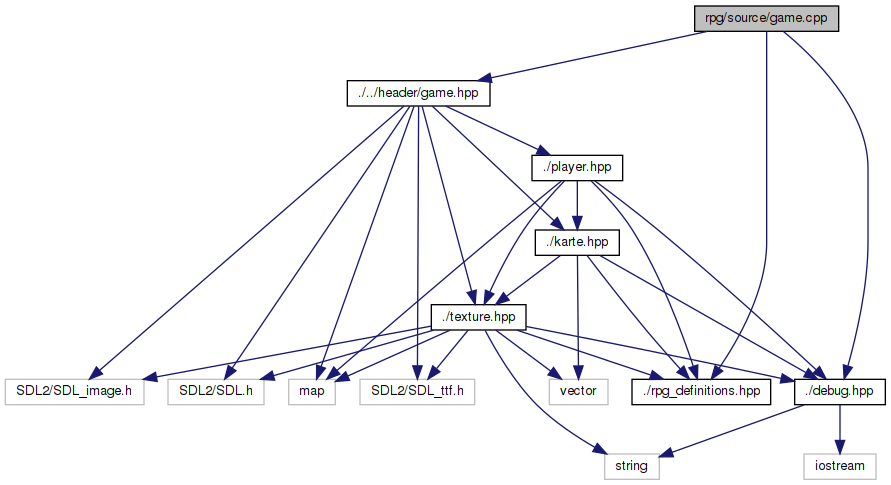 rpg/source/game.cpp
./../header/game.hpp
./player.hpp
./karte.hpp
./texture.hpp
SDL2/SDL_image.h
SDL2/SDL.h
map
SDL2/SDL_ttf.h
vector
./rpg_definitions.hpp
./debug.hpp
string
iostream